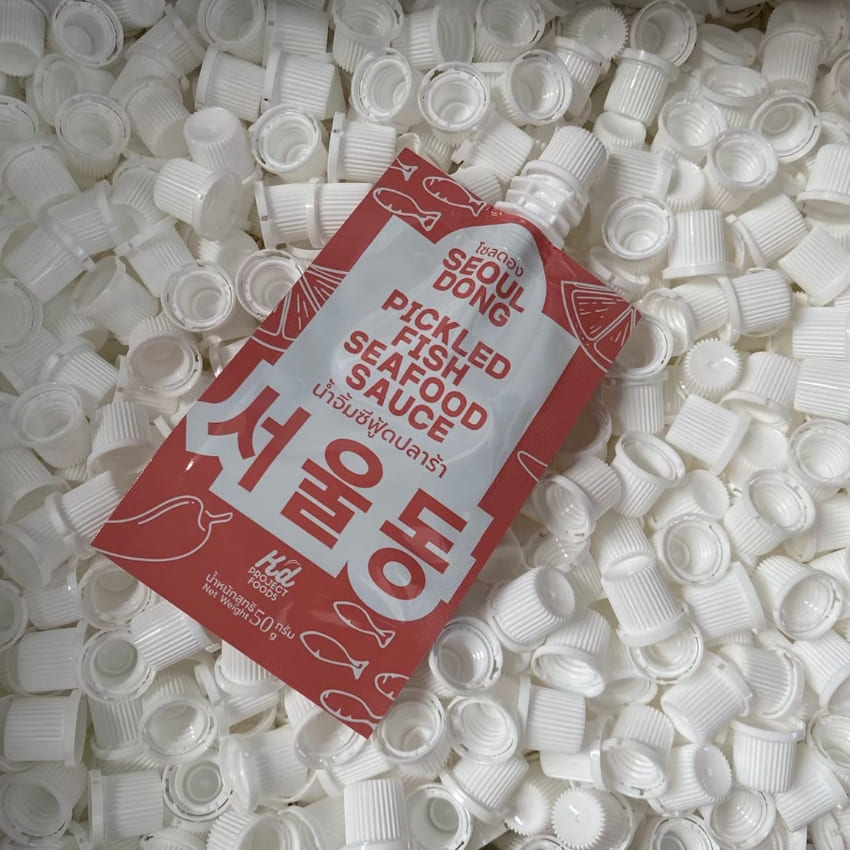 โซลดอง
SEOUL
DONG
PICKLED
FISH
SEAFOOD
SAUCE
น้ำจิ้มซีฟู้ดปลาร้า
서울동
Kd
PROJECT
FOODS
น้ำหนักสุทธิ 50 กรัม
Net Weight 50 g